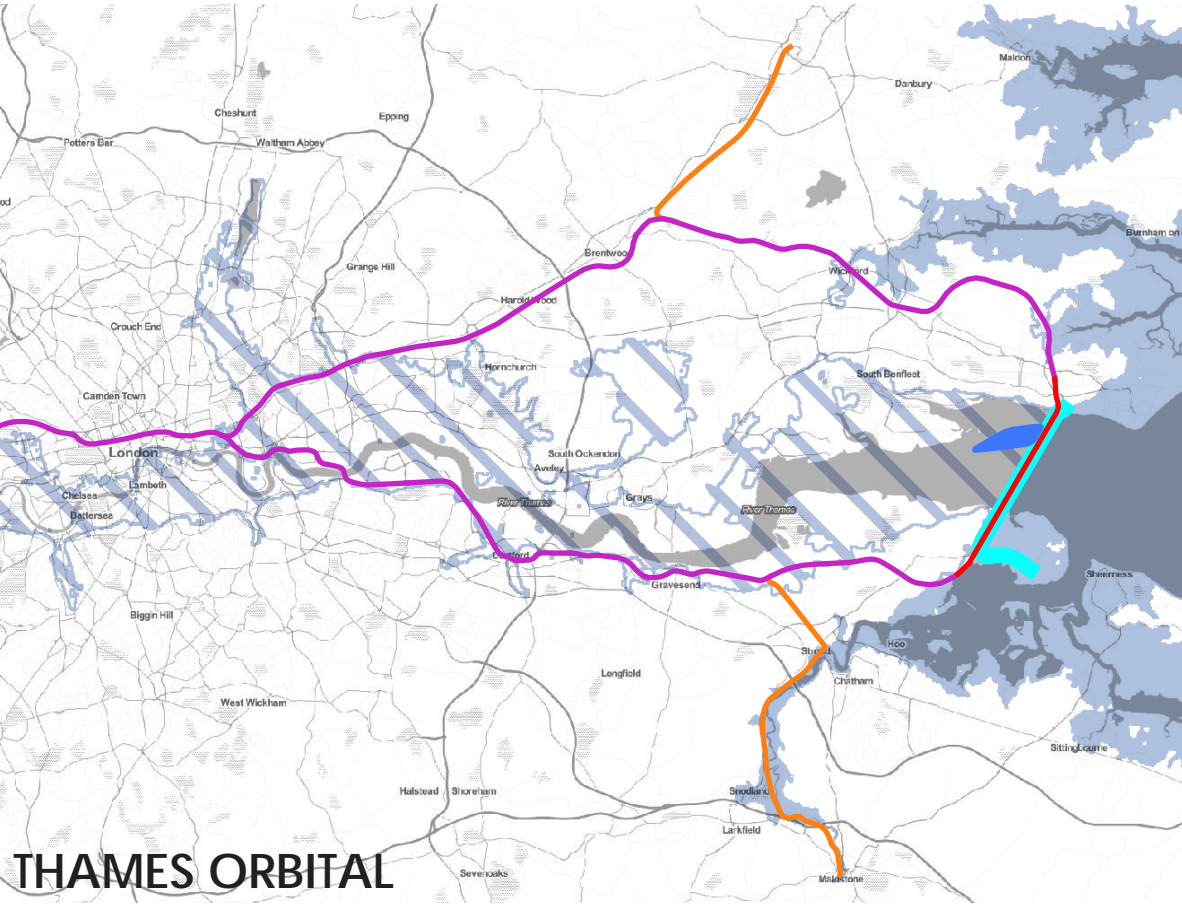 Maldon
Danbury
Cheshunt
Epping
Potters Bar
Waltham Abbey
od
Burnham on
Brentwoo
Grange Hill
Wickford
Harold Wood
Crouch End
Hornchurch
South Benfleet
Camden Town
London
South Ockendon
Aveley
Lambeth
Chelsea
Grays
River Thames
River Thames
Battersea
Dartford
Sheerness
Gravesend
Biggin Hill
Hoo
Strood
Longfield
Chatham
West Wickham
Sittingbourne
Halstead
Shoreham
Snodland
Larkfield
THAMES ORBITAL
Sevenoaks
Maidstone